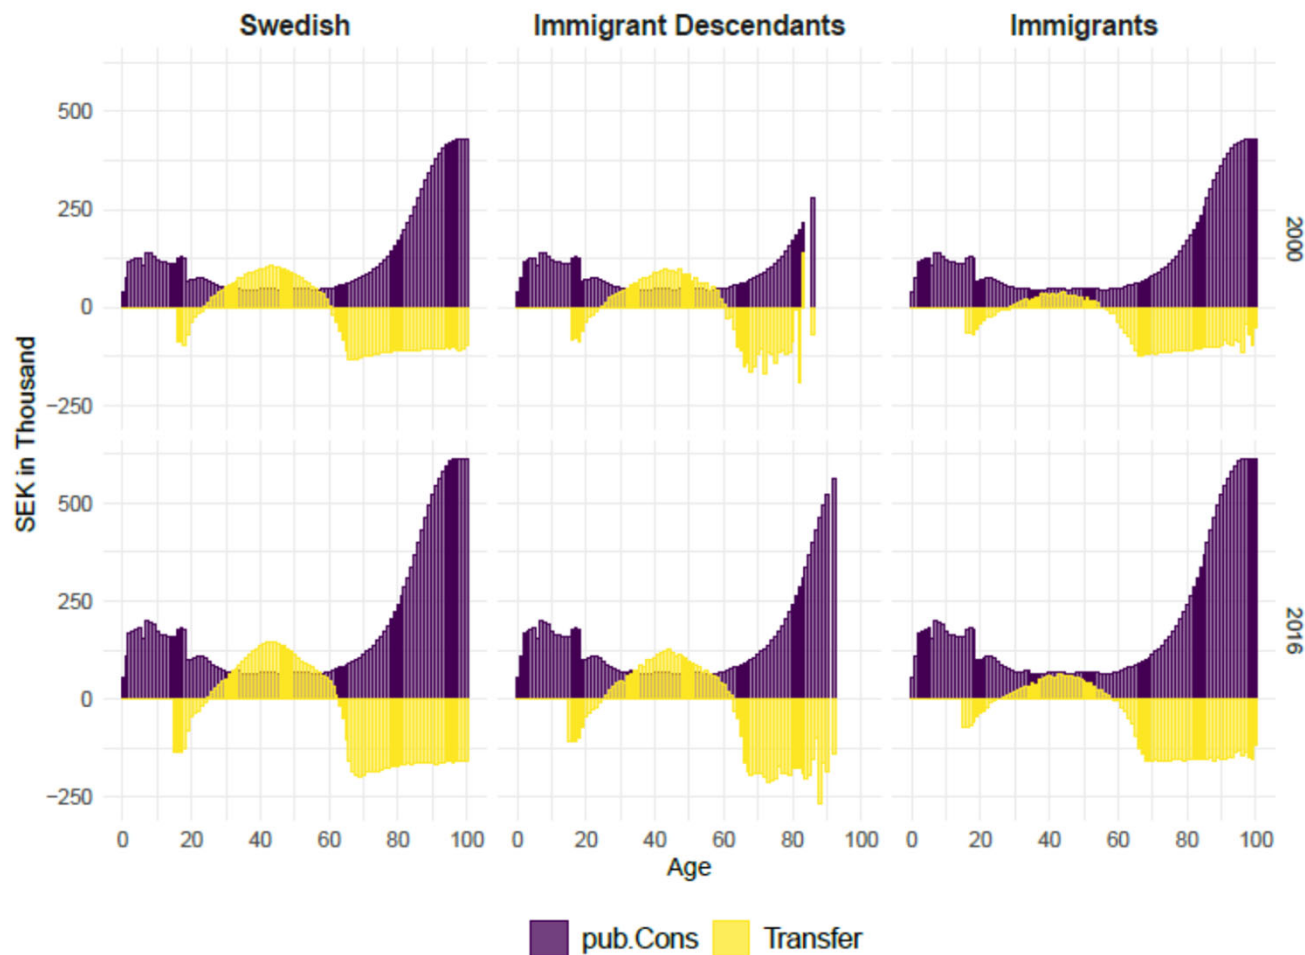 Swedish Immigrant Descendants Immigrants
500
250
0
−250
2000
500
250
0
−250
2016
SEK in Thousand
0 20 40 60 80 100 0 20 40 60 80 100 0 20 40 60 80 100
Age
pub.Cons Transfer